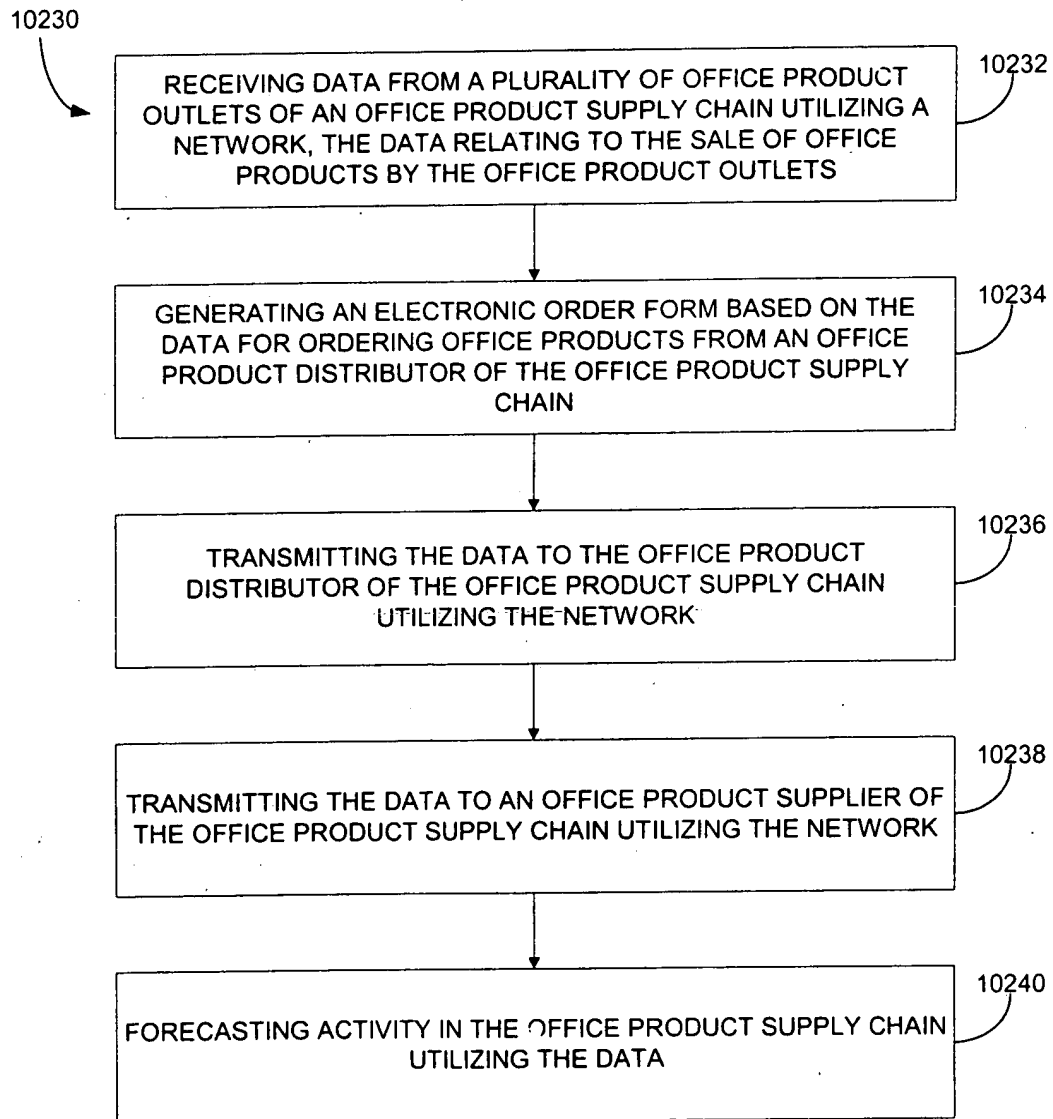 10230
RECEIVING DATA FROM A PLURALITY OF OFFICE PRODUCT
OUTLETS OF AN OFFICE PRODUCT SUPPLY CHAIN UTILIZING A
NETWORK, THE DATA RELATING TO THE SALE OF OFFICE
PRODUCTS BY THE OFFICE PRODUCT OUTLETS
10232
GENERATING AN ELECTRONIC ORDER FORM BASED ON THE
DATA FOR ORDERING OFFICE PRODUCTS FROM AN OFFICE
PRODUCT DISTRIBUTOR OF THE OFFICE PRODUCT SUPPLY
CHAIN
10234
TRANSMITTING THE DATA TO THE OFFICE PRODUCT
DISTRIBUTOR OF THE OFFICE PRODUCT SUPPLY CHAIN
UTILIZING THE NETWORK
10236
TRANSMITTING THE DATA TO AN OFFICE PRODUCT SUPPLIER OF
THE OFFICE PRODUCT SUPPLY CHAIN UTILIZING THE NETWORK
10238
FORECASTING ACTIVITY IN THE OFFICE PRODUCT SUPPLY CHAIN
UTILIZING THE DATA
10240